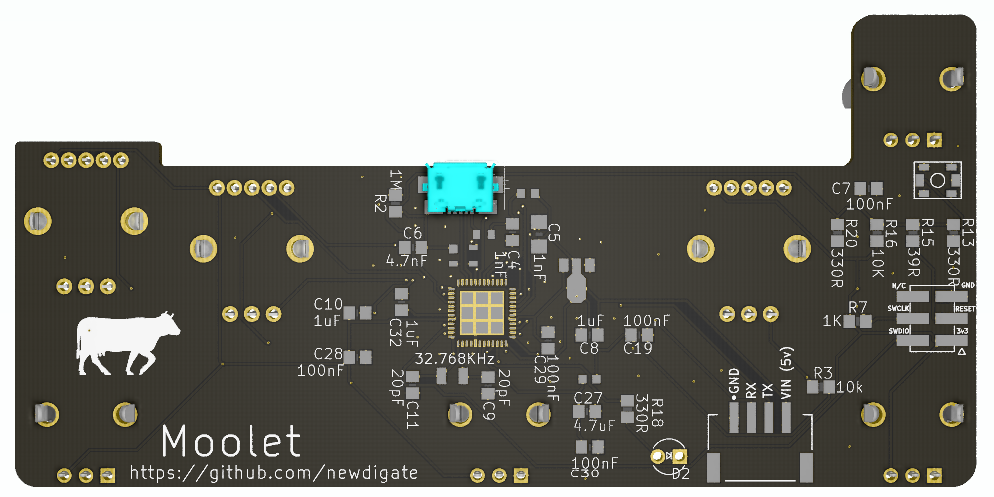 1M
R2
C6
4.7nF
C4
1nF
C5
1nF
C7
100nF
R20
330R
R16
10K
R15
39R
R13
330R
N/C
GND
SWCLK
RESET
SWDIO
3v3
R7
1K
R3
10k
C10
1uF
C32
1uF
C28
100nF
32.768KHz
20pF
C11
20pF
C9
C29
100nF
1uF
C8
100nF
C19
C27
4.7uF
R18
330R
100nF
C30
D2
GND
RX
TX
VIN (5v)
Moolet
https://github.com/newdigate